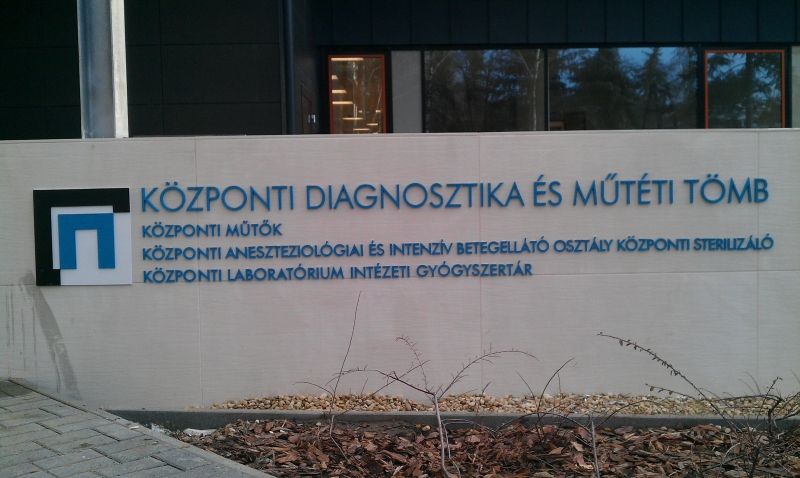 KÖZPONTI DIAGNOSZTIKA ÉS MŰTÉTI TÖMB
KÖZPONTI MŰTŐK
KÖZPONTI ANESZTEZIOLÓGIAI ÉS INTENZÍV BETEGELLÁTÓ OSZTÁLY KÖZPONTI STERILIZÁLÓ
KÖZPONTI LABORATÓRIUM INTÉZETI GYÓGYSZERTÁR